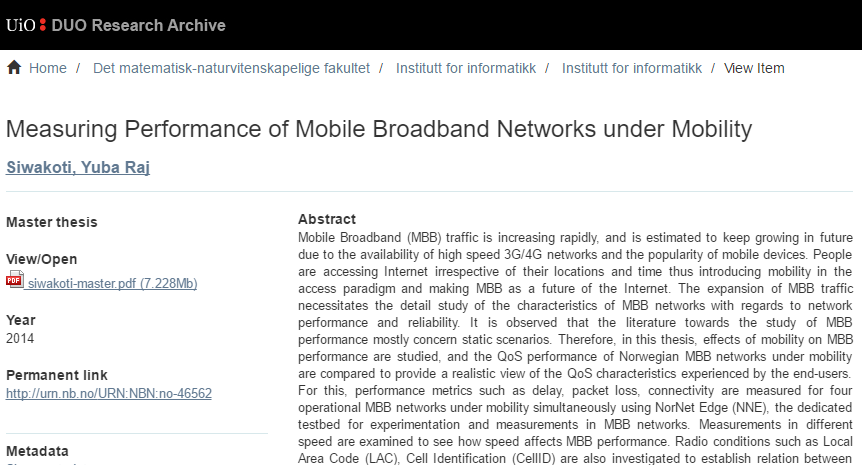 UiO DUO Research Archive
Home / Det matematisk-naturvitenskapelige fakultet / Institutt for informatikk / Institutt for informatikk / View Item
Measuring Performance of Mobile Broadband Networks under Mobility
Siwakoti, Yuba Raj
Master thesis
View/Open
PDF siwakoti-master.pdf (7.228Mb)
Year
2014
Permanent link
http://urn.nb.no/URN:NBN:no-46562
Metadata
Abstract
Mobile Broadband (MBB) traffic is increasing rapidly, and is estimated to keep growing in future
due to the availability of high speed 3G/4G networks and the popularity of mobile devices. People
are accessing Internet irrespective of their locations and time thus introducing mobility in the
access paradigm and making MBB as a future of the Internet. The expansion of MBB traffic
necessitates the detail study of the characteristics of MBB networks with regards to network
performance and reliability. It is observed that the literature towards the study of MBB
performance mostly concern static scenarios. Therefore, in this thesis, effects of mobility on MBB
performance are studied, and the QoS performance of Norwegian MBB networks under mobility
are compared to provide a realistic view of the QoS characteristics experienced by the end-users.
For this, performance metrics such as delay, packet loss, connectivity are measured for four
operational MBB networks under mobility simultaneously using NorNet Edge (NNE), the dedicated
testbed for experimentation and measurements in MBB networks. Measurements in different
speed are examined to see how speed affects MBB performance. Radio conditions such as Local
Area Code (LAC), Cell Identification (CellID) are also investigated to establish relation between